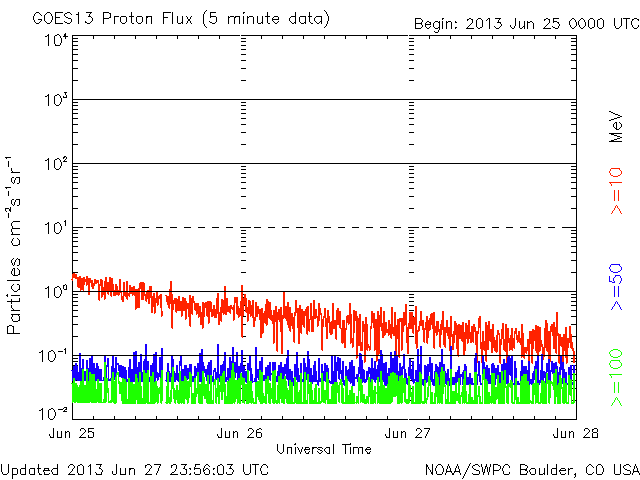 GOES13 Proton Flux (5 minute data)
Begin: 2013 Jun 25 0000 UTC
10⁴
10³
10²
10¹
10⁰
10⁻¹
10⁻²
Particles cm⁻²s⁻¹sr⁻¹
MeV
>=10
>=50
>=100
Jun 25
Jun 26
Jun 27
Jun 28
Universal Time
Updated 2013 Jun 27 23:56:03 UTC
NOAA/SWPC Boulder, CO USA